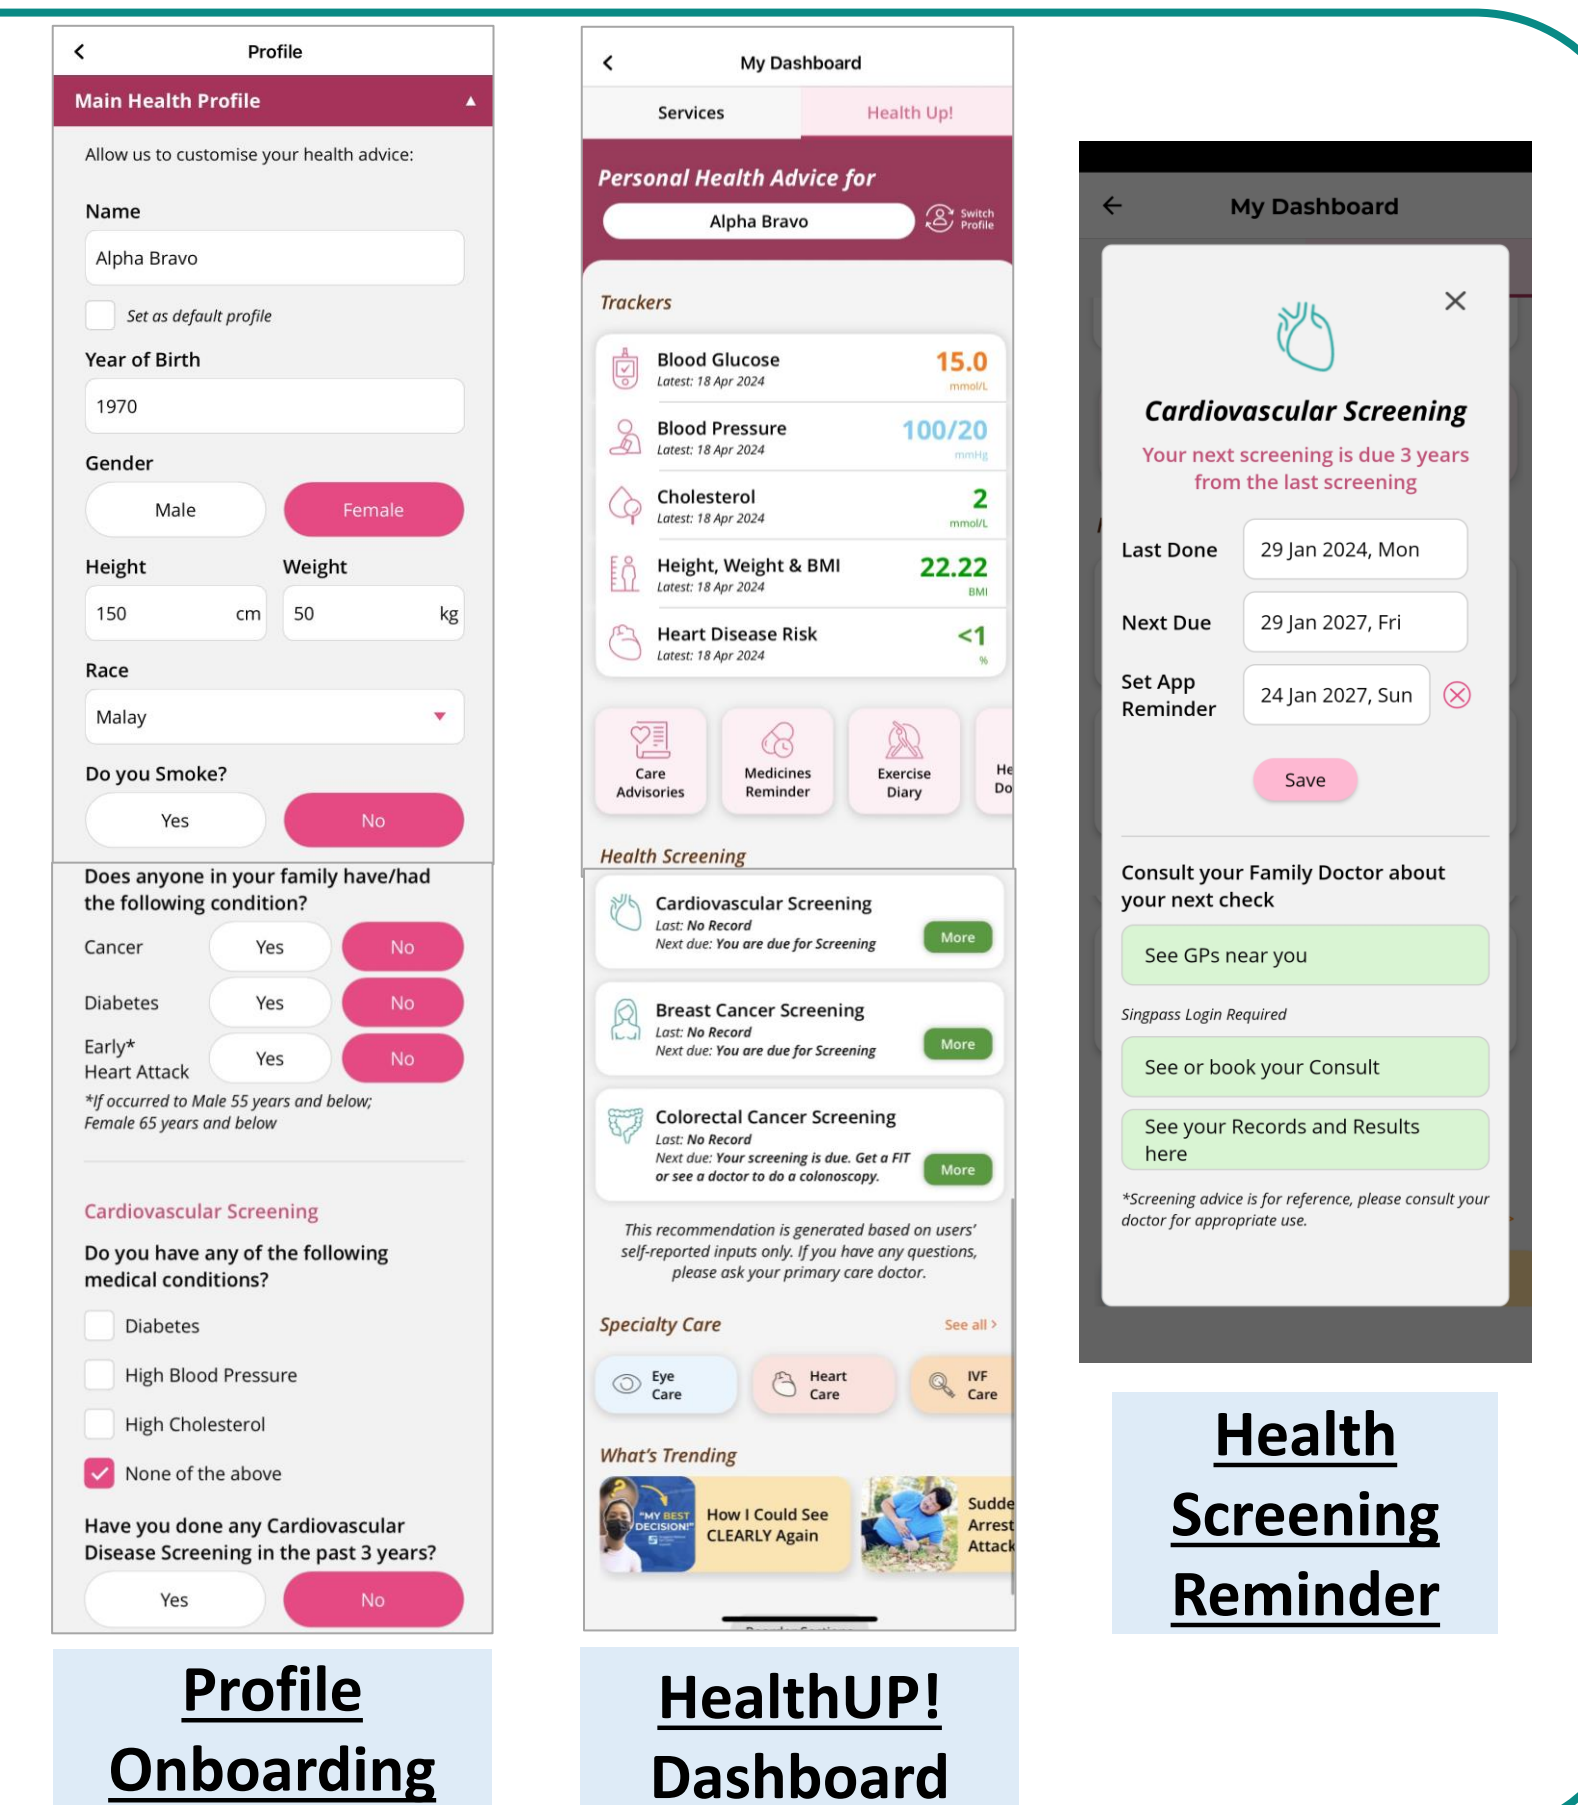 Profile
Main Health Profile
Allow us to customise your health advice:
Name
Alpha Bravo
Set as default profile
Year of Birth
1970
Gender
Male Female
Height Weight
150 cm 50 kg
Race
Malay
Do you Smoke?
Yes No
Does anyone in your family have/had
the following condition?
Cancer Yes No
Diabetes Yes No
Early*
Heart Attack Yes No
*If occurred to Male 55 years and below;
Female 65 years and below
Cardiovascular Screening
Do you have any of the following
medical conditions?
Diabetes
High Blood Pressure
High Cholesterol
None of the above
Have you done any Cardiovascular
Disease Screening in the past 3 years?
Yes No
Profile
Onboarding
My Dashboard
Services Health Up!
Personal Health Advice for
Alpha Bravo
Switch
Profile
Trackers
Blood Glucose 15.0
Latest: 18 Apr 2024 mmol/L
Blood Pressure 100/20
Latest: 18 Apr 2024 mmHg
Cholesterol 2
Latest: 18 Apr 2024 mmol/L
Height, Weight & BMI 22.22
Latest: 18 Apr 2024 BMI
Heart Disease Risk <1
Latest: 18 Apr 2024 %
Care
Advisories
Medicines
Reminder
Exercise
Diary
He
Do
Health Screening
Cardiovascular Screening
Last: No Record
Next due: You are due for Screening
More
Breast Cancer Screening
Last: No Record
Next due: You are due for Screening
More
Colorectal Cancer Screening
Last: No Record
Next due: Your screening is due. Get a FIT
or see a doctor to do a colonoscopy.
More
This recommendation is generated based on users'
self-reported inputs only. If you have any questions,
please ask your primary care doctor.
Specialty Care See all >
Eye
Care
Heart
Care
IVF
Care
What's Trending
"MY BEST
DECISION!"
How I Could See
CLEARLY Again
Sudde
Arrest
Attack
HealthUP!
Dashboard
My Dashboard
Cardiovascular Screening
Your next screening is due 3 years
from the last screening
Last Done 29 Jan 2024, Mon
Next Due 29 Jan 2027, Fri
Set App
Reminder
24 Jan 2027, Sun
Save
Consult your Family Doctor about
your next check
See GPs near you
Singpass Login Required
See or book your Consult
See your Records and Results
here
*Screening advice is for reference, please consult your
doctor for appropriate use.
Health
Screening
Reminder